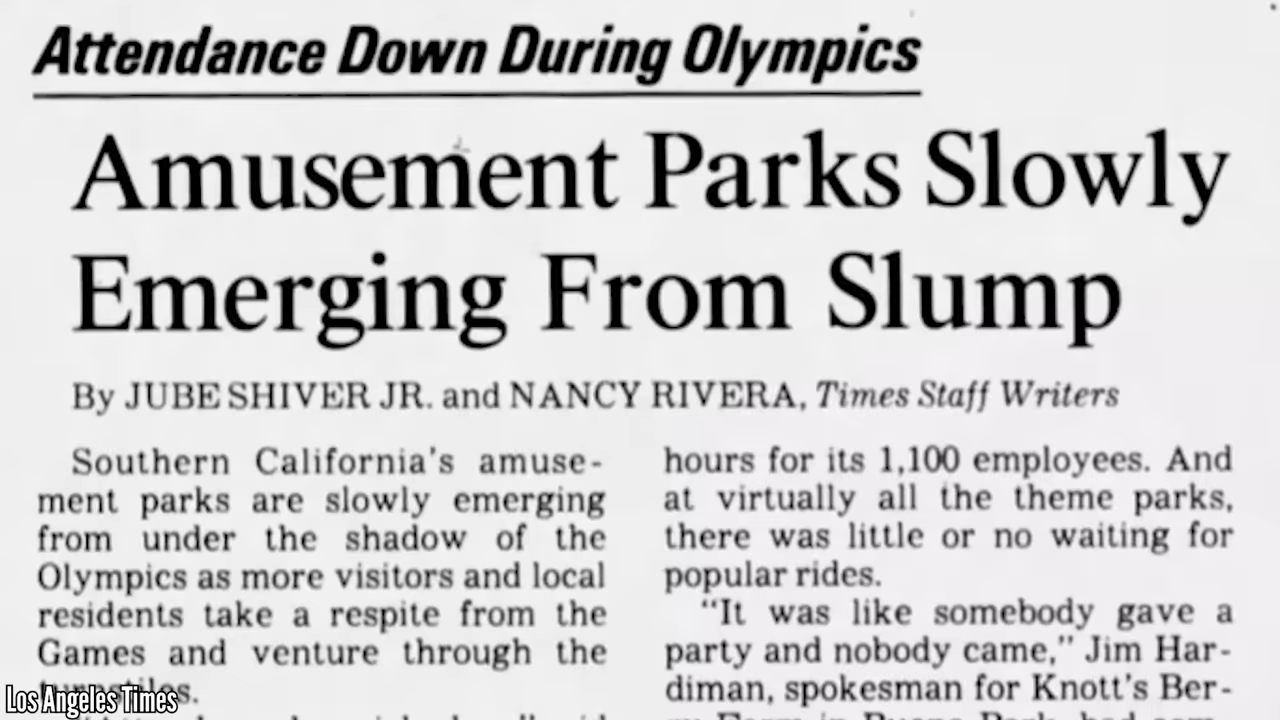 Attendance Down During Olympics
Amusement Parks Slowly
Emerging From Slump
By JUBE SHIVER JR. and NANCY RIVERA, Times Staff Writers
Southern California's amuse-
ment parks are slowly emerging
from under the shadow of the
Olympics as more visitors and local
residents take a respite from the
Games and venture through the
turnstiles.
hours for its 1,100 employees. And
at virtually all the theme parks,
there was little or no waiting for
popular rides.
"It was like somebody gave a
party and nobody came," Jim Har-
diman, spokesman for Knott's Ber-
Los Angeles Times